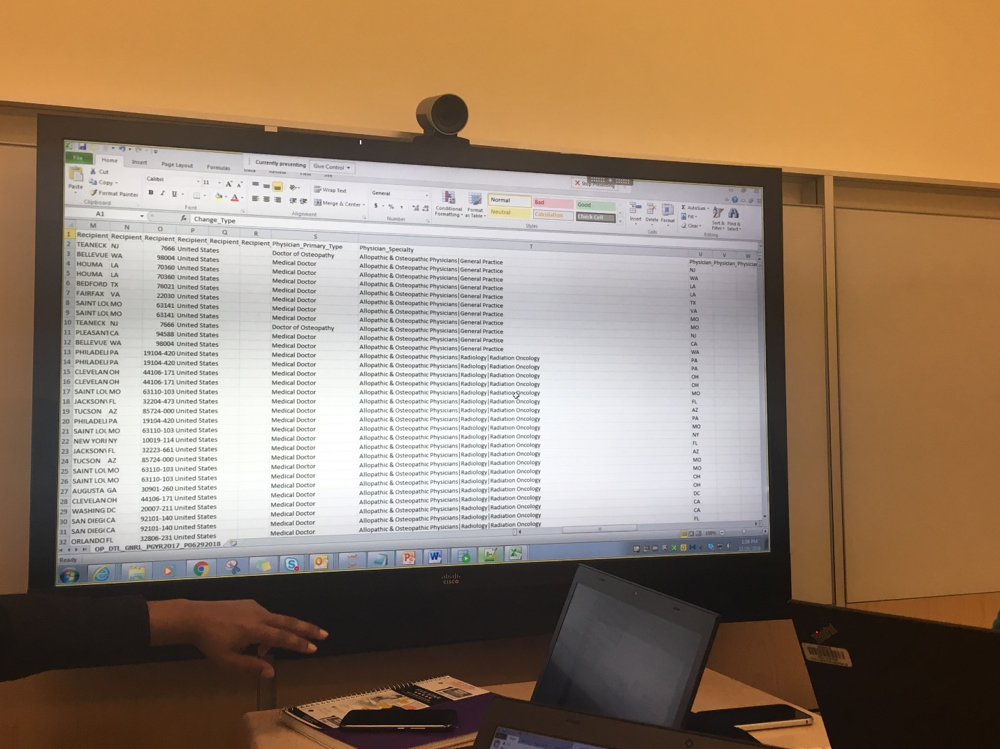 Currently presenting Give Control
File Home Insert Page Layout Formulas
Cut
Copy
Format Painter
Paste
Clipboard
Calibri 11
B I U
Font
Wrap Text
Merge & Center
Alignment
General
$ % ,
Number
Conditional Formatting
Format as Table
Normal Bad Good
Neutral Calculation Check Cell
Styles
Insert Delete Format
Cells
AutoSum
Fill
Clear
Sort & Filter
Find & Select
Editing
A1 fx Change_Type
M N O P Q R S T U V W
1 Recipient Recipient Recipient Recipient Recipient Recipient Physician_Primary_Type Physician_Specialty Physician Physician Physician
2 TEANECK NJ 7666 United States Doctor of Osteopathy Allopathic & Osteopathic Physicians|General Practice NJ
3 BELLEVUE WA 98004 United States Medical Doctor Allopathic & Osteopathic Physicians|General Practice WA
4 HOUMA LA 70360 United States Medical Doctor Allopathic & Osteopathic Physicians|General Practice LA
5 HOUMA LA 70360 United States Medical Doctor Allopathic & Osteopathic Physicians|General Practice LA
6 BEDFORD TX 76021 United States Medical Doctor Allopathic & Osteopathic Physicians|General Practice TX
7 FAIRFAX VA 22030 United States Medical Doctor Allopathic & Osteopathic Physicians|General Practice VA
8 SAINT LOU MO 63141 United States Medical Doctor Allopathic & Osteopathic Physicians|General Practice MO
9 SAINT LOU MO 63141 United States Medical Doctor Allopathic & Osteopathic Physicians|General Practice MO
10 TEANECK NJ 7666 United States Doctor of Osteopathy Allopathic & Osteopathic Physicians|General Practice NJ
11 PLEASANT CA 94588 United States Medical Doctor Allopathic & Osteopathic Physicians|General Practice CA
12 BELLEVUE WA 98004 United States Medical Doctor Allopathic & Osteopathic Physicians|General Practice WA
13 PHILADELI PA 19104-420 United States Medical Doctor Allopathic & Osteopathic Physicians|Radiology|Radiation Oncology PA
14 PHILADELI PA 19104-420 United States Medical Doctor Allopathic & Osteopathic Physicians|Radiology|Radiation Oncology PA
15 CLEVELAN OH 44106-171 United States Medical Doctor Allopathic & Osteopathic Physicians|Radiology|Radiation Oncology OH
16 CLEVELAN OH 44106-171 United States Medical Doctor Allopathic & Osteopathic Physicians|Radiology|Radiation Oncology OH
17 SAINT LOU MO 63110-103 United States Medical Doctor Allopathic & Osteopathic Physicians|Radiology|Radiation Oncology MO
18 JACKSON FL 32204-473 United States Medical Doctor Allopathic & Osteopathic Physicians|Radiology|Radiation Oncology FL
19 TUCSON AZ 85724-000 United States Medical Doctor Allopathic & Osteopathic Physicians|Radiology|Radiation Oncology AZ
20 PHILADELI PA 19104-420 United States Medical Doctor Allopathic & Osteopathic Physicians|Radiology|Radiation Oncology PA
21 SAINT LOU MO 63110-103 United States Medical Doctor Allopathic & Osteopathic Physicians|Radiology|Radiation Oncology MO
22 NEW YORI NY 10019-114 United States Medical Doctor Allopathic & Osteopathic Physicians|Radiology|Radiation Oncology NY
23 JACKSON FL 32223-661 United States Medical Doctor Allopathic & Osteopathic Physicians|Radiology|Radiation Oncology FL
24 TUCSON AZ 85724-000 United States Medical Doctor Allopathic & Osteopathic Physicians|Radiology|Radiation Oncology AZ
25 SAINT LOU MO 63110-103 United States Medical Doctor Allopathic & Osteopathic Physicians|Radiology|Radiation Oncology MO
26 SAINT LOU MO 63110-103 United States Medical Doctor Allopathic & Osteopathic Physicians|Radiology|Radiation Oncology MO
27 AUGUSTA GA 30901-260 United States Medical Doctor Allopathic & Osteopathic Physicians|Radiology|Radiation Oncology OH
28 CLEVELAN OH 44106-171 United States Medical Doctor Allopathic & Osteopathic Physicians|Radiology|Radiation Oncology OH
29 WASHING DC 20007-211 United States Medical Doctor Allopathic & Osteopathic Physicians|Radiology|Radiation Oncology DC
30 SAN DIEG CA 92101-140 United States Medical Doctor Allopathic & Osteopathic Physicians|Radiology|Radiation Oncology CA
31 SAN DIEG CA 92101-140 United States Medical Doctor Allopathic & Osteopathic Physicians|Radiology|Radiation Oncology CA
32 ORLANDO FL 32806-231 United States Medical Doctor Allopathic & Osteopathic Physicians|Radiology|Radiation Oncology FL
OP_DTL_GNRL_PGYR2017_P06292018
Ready 100%
1:59 PM
CISCO
FIVE STAR
ThinkPad